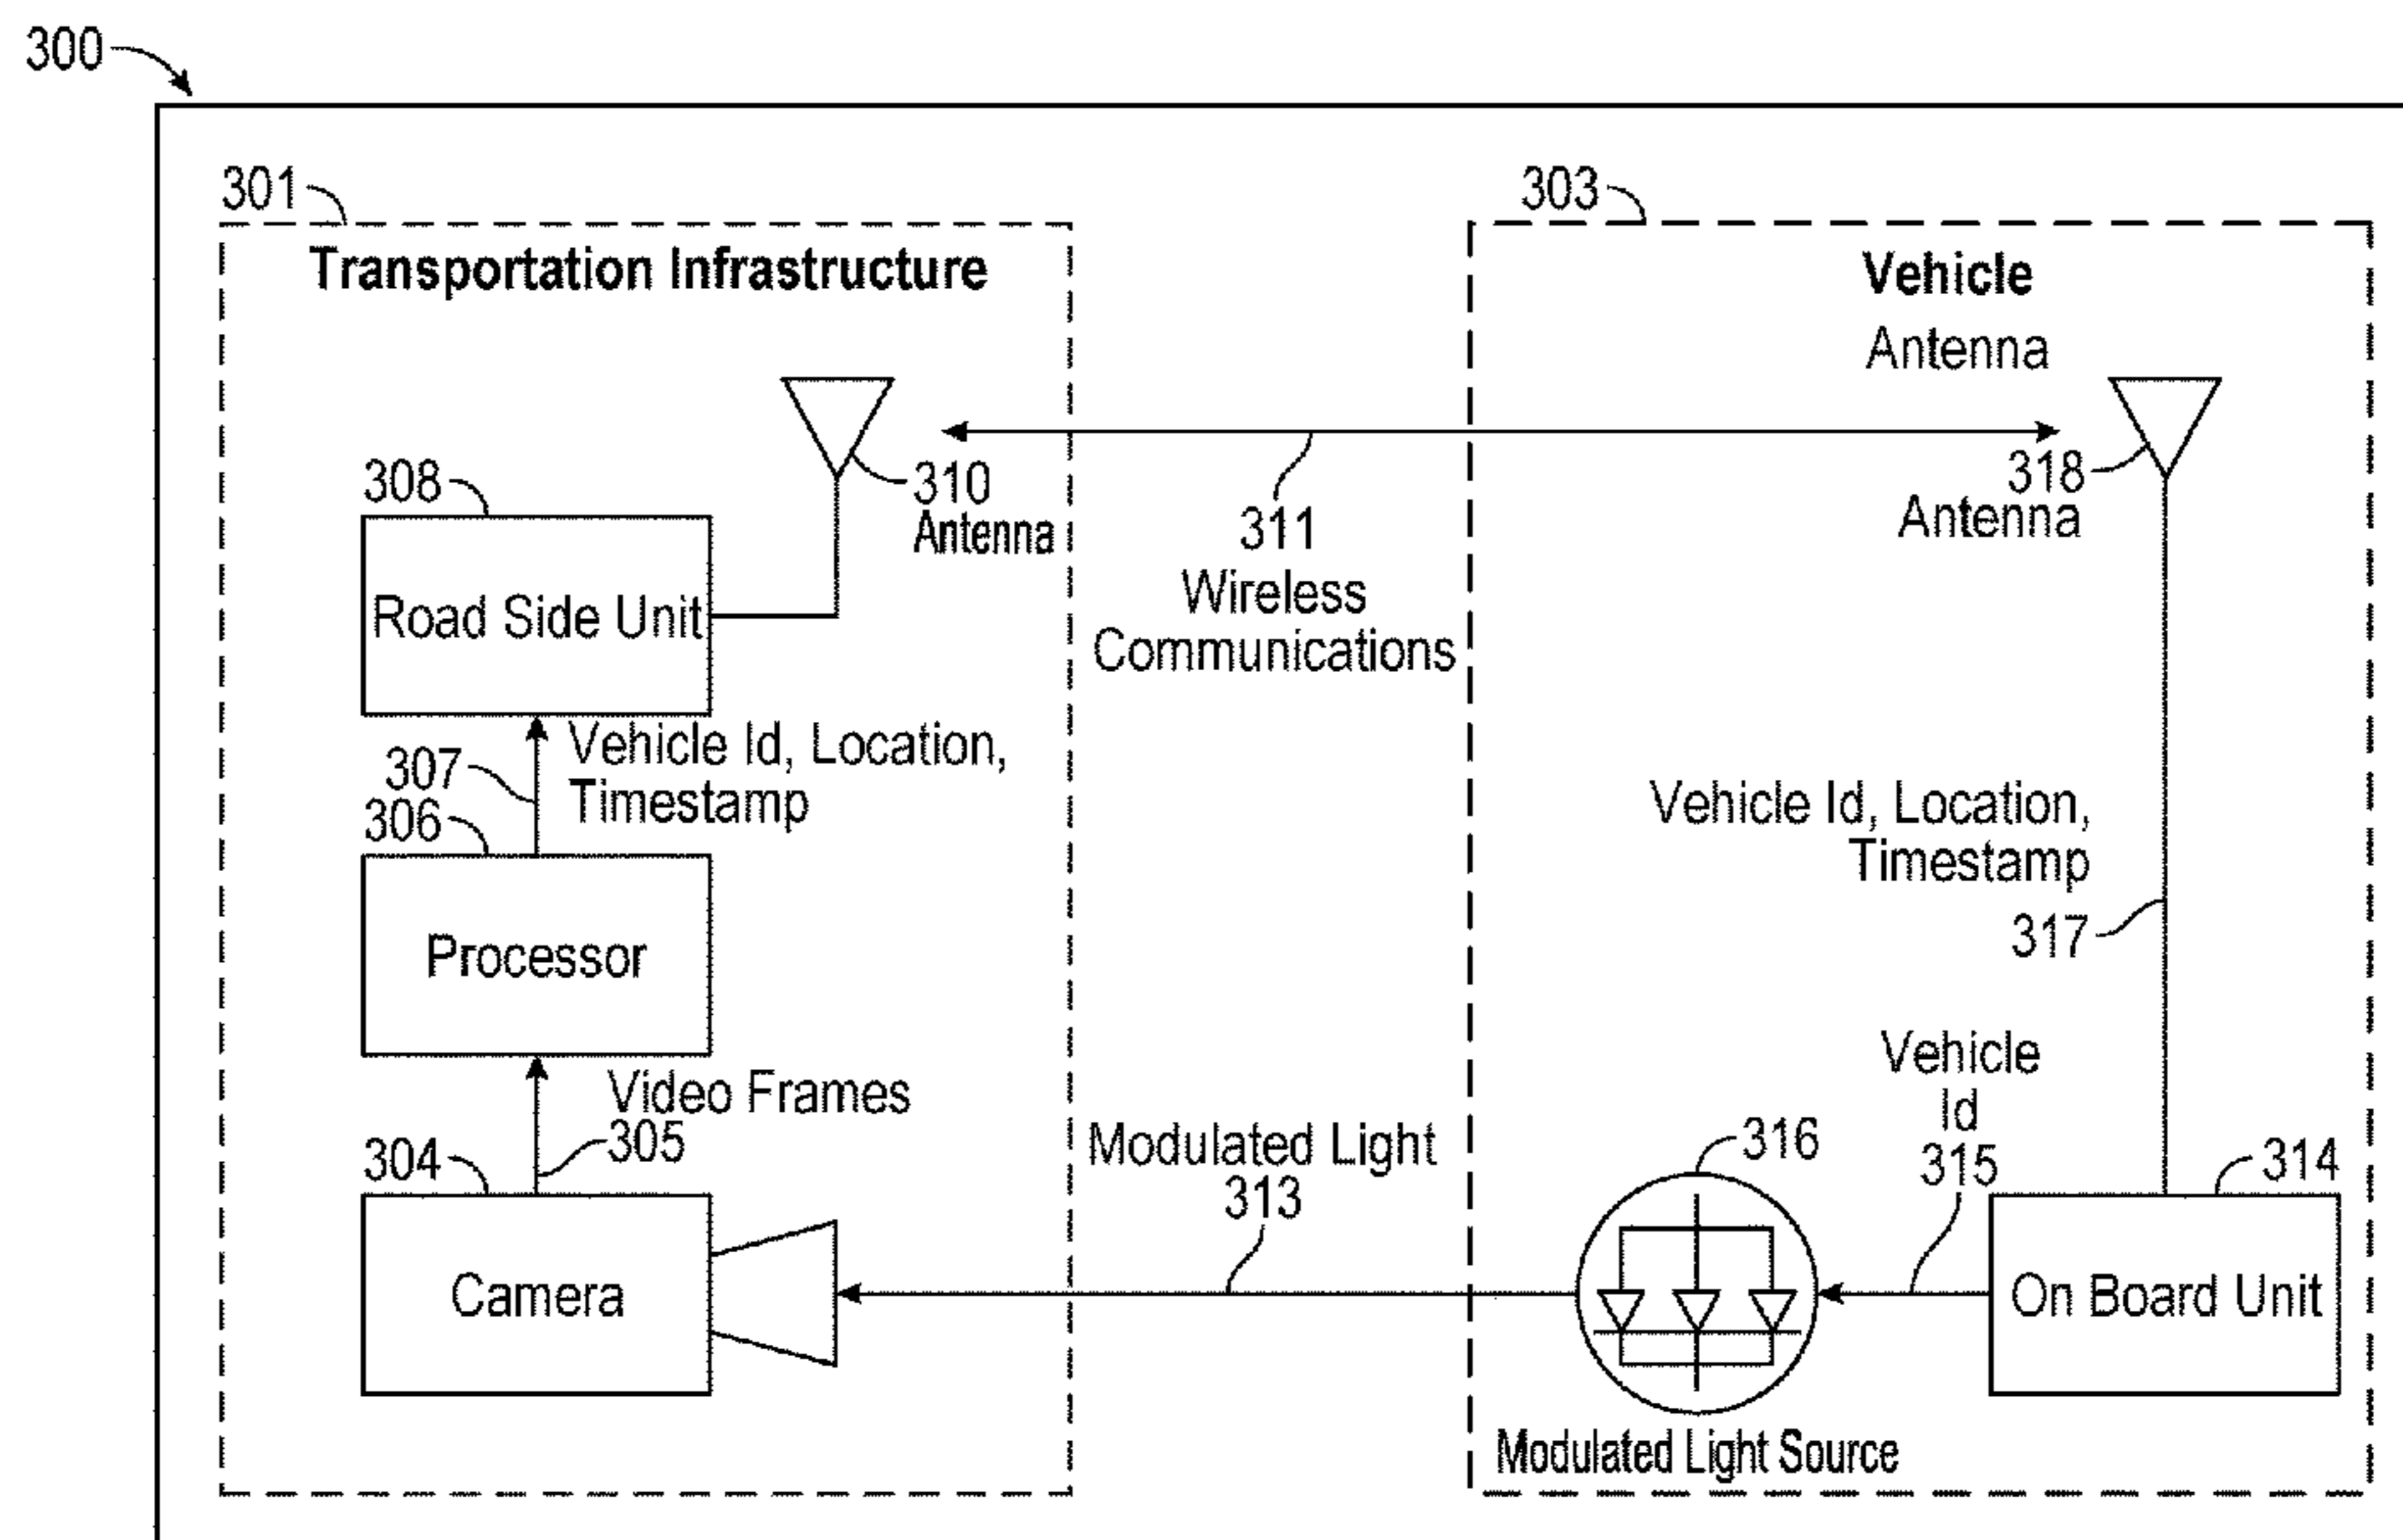 300
301
Transportation Infrastructure
303
Vehicle
Antenna
308
310
Antenna
311
Wireless
Communications
318
Antenna
Road Side Unit
307
Vehicle Id, Location,
Timestamp
306
Processor
Vehicle Id, Location,
Timestamp
317
Video Frames
305
304
Camera
Modulated Light
313
316
Vehicle
Id
315
314
On Board Unit
Modulated Light Source